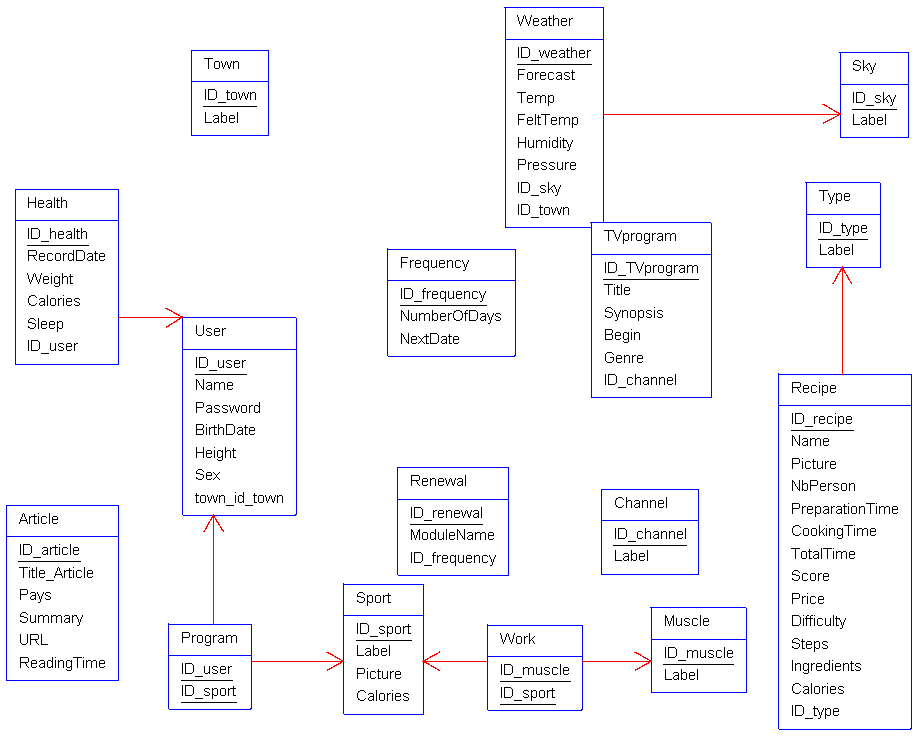 Weather
ID_weather
Forecast
Temp
FeltTemp
Humidity
Pressure
ID_sky
ID_town
Town
ID_town
Label
Sky
ID_sky
Label
Type
ID_type
Label
Health
ID_health
RecordDate
Weight
Calories
Sleep
ID_user
TVprogram
ID_TVprogram
Title
Synopsis
Begin
Genre
ID_channel
Frequency
ID_frequency
NumberOfDays
NextDate
User
ID_user
Name
Password
BirthDate
Height
Sex
town_id_town
Recipe
ID_recipe
Name
Picture
NbPerson
PreparationTime
CookingTime
TotalTime
Score
Price
Difficulty
Steps
Ingredients
Calories
ID_type
Renewal
ID_renewal
ModuleName
ID_frequency
Channel
ID_channel
Label
Article
ID_article
Title_Article
Pays
Summary
URL
ReadingTime
Sport
ID_sport
Label
Picture
Calories
Program
ID_user
ID_sport
Work
ID_muscle
ID_sport
Muscle
ID_muscle
Label